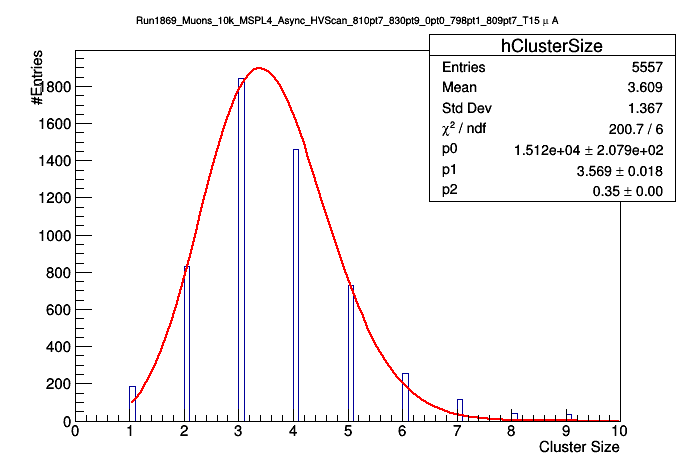 Run1869_Muons_10k_MSPL4_Async_HVScan_810pt7_830pt9_0pt0_798pt1_809pt7_T15 μ A
hClusterSize
Entries 5557
Mean 3.609
Std Dev 1.367
χ² / ndf 200.7 / 6
p0 1.512e+04 ± 2.079e+02
p1 3.569 ± 0.018
p2 0.35 ± 0.00
#Entries
1800
1600
1400
1200
1000
800
600
400
200
0
0 1 2 3 4 5 6 7 8 9 10
Cluster Size